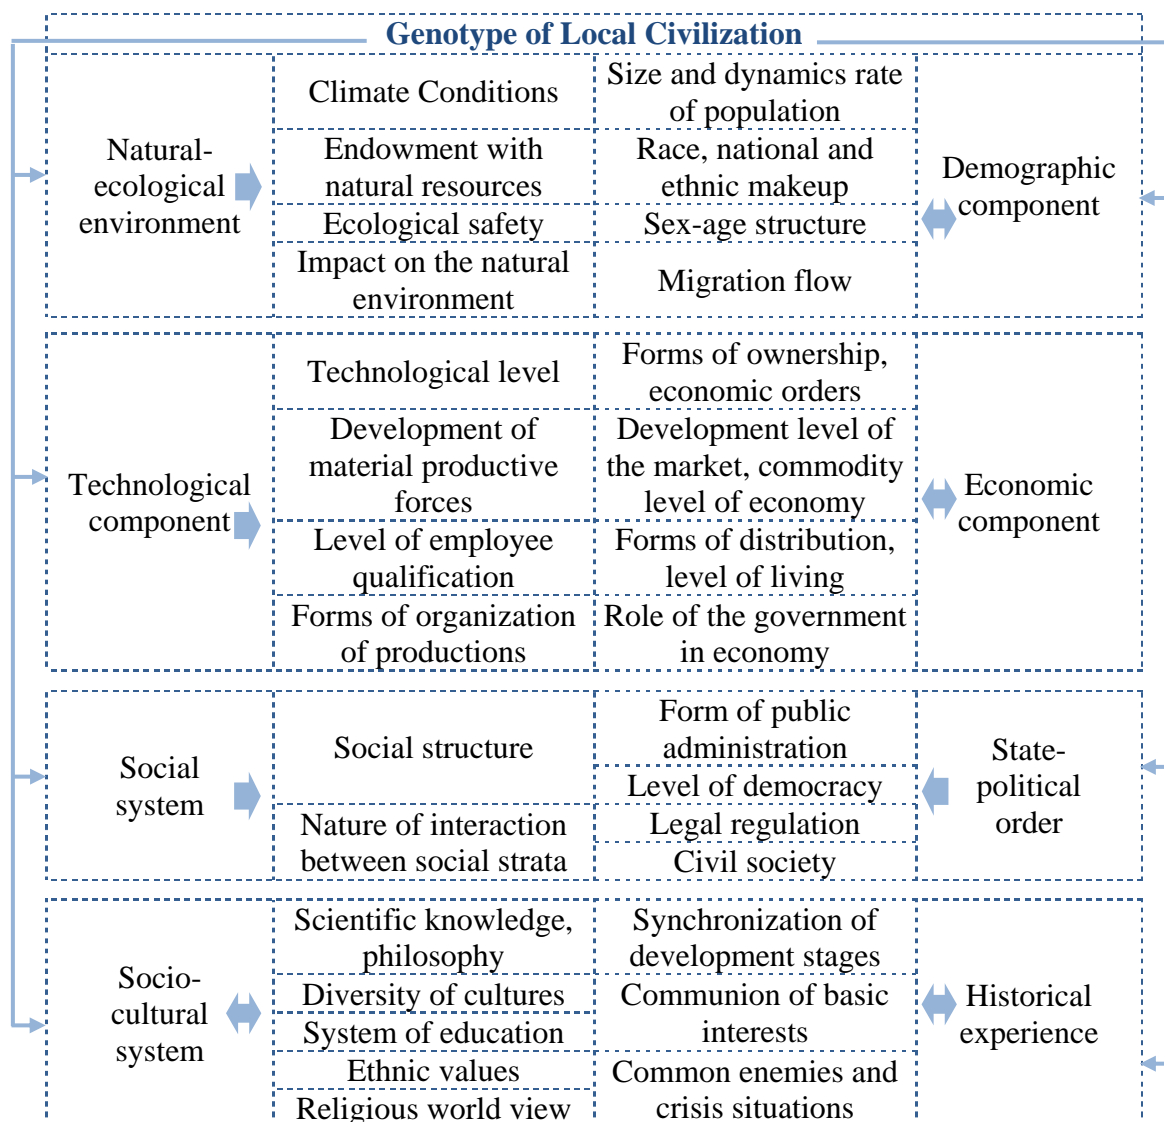 Genotype of Local Civilization
Natural-
ecological
environment
Climate Conditions
Endowment with
natural resources
Ecological safety
Impact on the natural
environment
Size and dynamics rate
of population
Race, national and
ethnic makeup
Sex-age structure
Migration flow
Demographic
component
Technological
component
Technological level
Development of
material productive
forces
Level of employee
qualification
Forms of organization
of productions
Forms of ownership,
economic orders
Development level of
the market, commodity
level of economy
Forms of distribution,
level of living
Role of the government
in economy
Economic
component
Social
system
Social structure
Nature of interaction
between social strata
Form of public
administration
Level of democracy
Legal regulation
Civil society
State-
political
order
Socio-
cultural
system
Scientific knowledge,
philosophy
Diversity of cultures
System of education
Ethnic values
Religious world view
Synchronization of
development stages
Communion of basic
interests
Common enemies and
crisis situations
Historical
experience